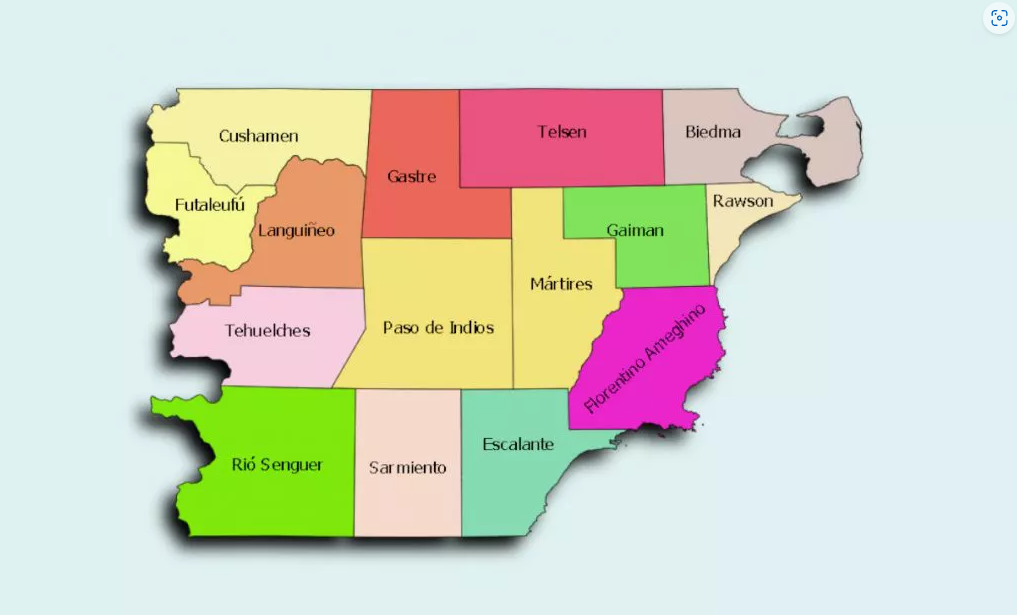 Cushamen
Telsen
Biedma
Gastre
Futaleufú
Rawson
Languiñeo
Gaiman
Mártires
Tehuelches
Paso de Indios
Florentino Ameghino
Escalante
Rió Senguer
Sarmiento